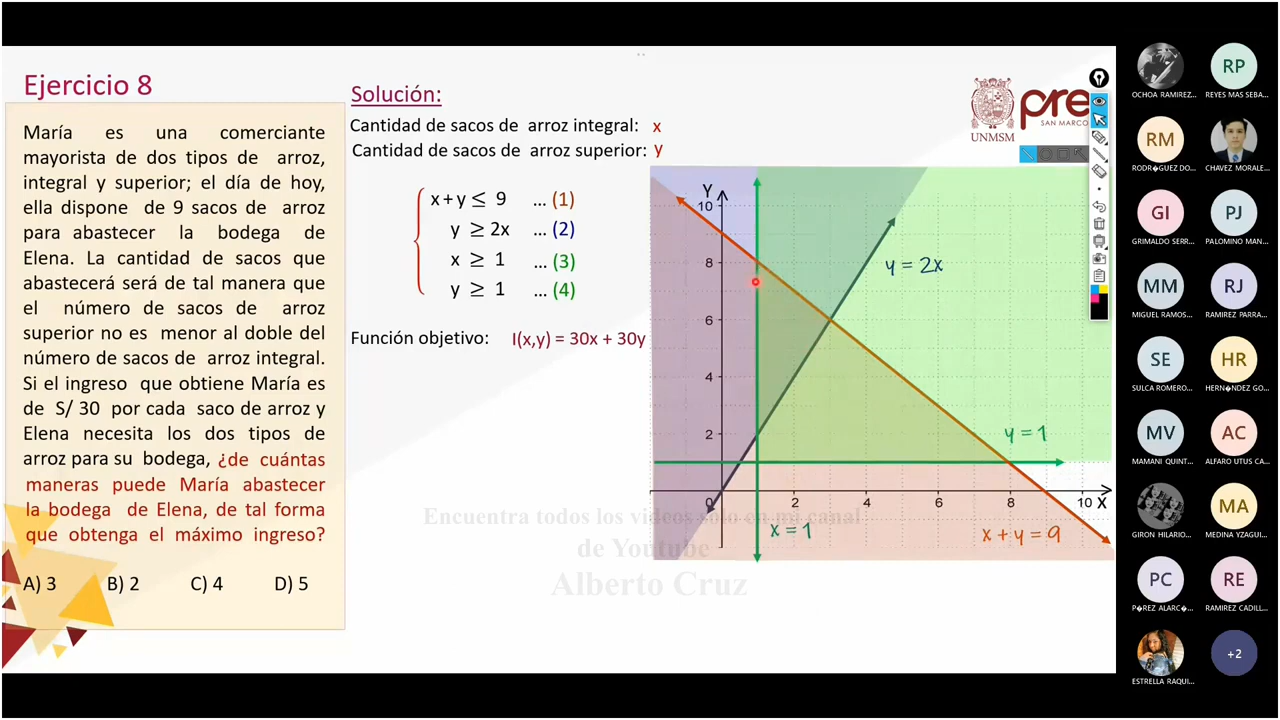 Ejercicio 8
María es una comerciante
mayorista de dos tipos de arroz,
integral y superior; el día de hoy,
ella dispone de 9 sacos de arroz
para abastecer la bodega de
Elena. La cantidad de sacos que
abastecerá será de tal manera que
el número de sacos de arroz
superior no es menor al doble del
número de sacos de arroz integral.
Si el ingreso que obtiene María es
de S/ 30 por cada saco de arroz y
Elena necesita los dos tipos de
arroz para su bodega, ¿de cuántas
maneras puede María abastecer
la bodega de Elena, de tal forma
que obtenga el máximo ingreso?
A) 3 B) 2 C) 4 D) 5
Solución:
Cantidad de sacos de arroz integral: x
Cantidad de sacos de arroz superior: y
x + y ≤ 9 ... (1)
y ≥ 2x ... (2)
x ≥ 1 ... (3)
y ≥ 1 ... (4)
Función objetivo: I(x,y) = 30x + 30y
UNMSM
pre
SAN MARCOS
Y
10
8
6
4
2
0
2 4 6 8 10 X
y = 2x
y = 1
x = 1
x + y = 9
Encuentra todos los videos solo en mi canal
de Youtube
Alberto Cruz
OCHOA RAMIREZ...
RP
REYES MAS SEBA...
RM
RODR�GUEZ DO...
CHAVEZ MORALE...
GI
GRIMALDO SERR...
PJ
PALOMINO MAN...
MM
MIGUEL RAMOS...
RJ
RAMIREZ PARRA...
SE
SULCA ROMERO...
HR
HERN�NDEZ GO...
MV
MAMANI QUINT...
AC
ALFARO UTUS CA...
GIRON HILARIO...
MA
MEDINA YZAGUI...
PC
P�REZ ALARC�...
RE
RAMIREZ CADILL...
ESTRELLA RAQUI...
+2